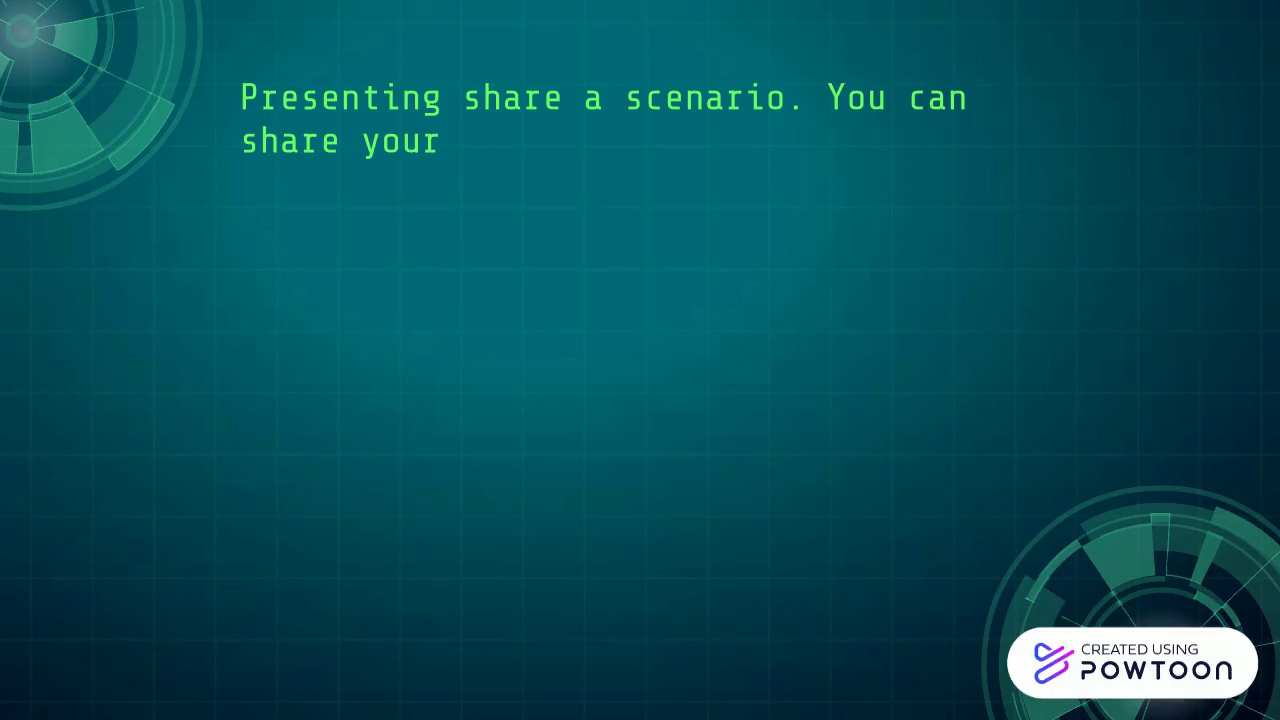 Presenting share a scenario. You can
share your
CREATED USING
POWTOON